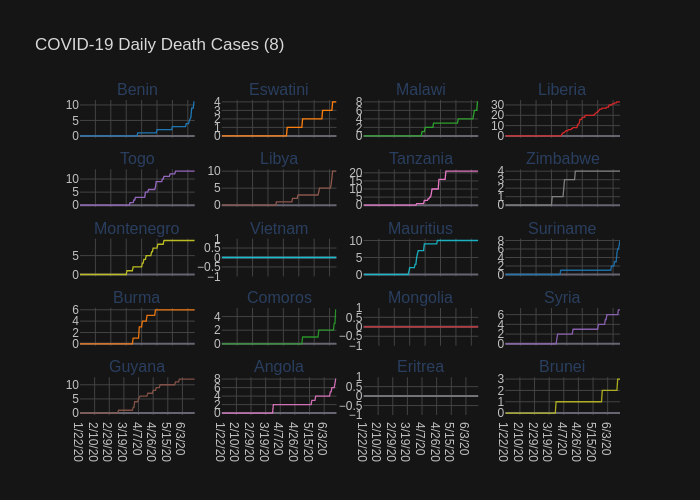 COVID-19 Daily Death Cases (8)
Benin Eswatini Malawi Liberia
10 5 0
4 3 2 1 0
8 6 4 2 0
30 20 10 0
Togo Libya Tanzania Zimbabwe
10 5 0
10 5 0
20 15 10 5 0
4 3 2 1 0
Montenegro Vietnam Mauritius Suriname
5 0
1 0.5 0 −0.5 −1
10 5 0
8 6 4 2 0
Burma Comoros Mongolia Syria
6 4 2 0
4 2 0
1 0.5 0 −0.5 −1
6 4 2 0
Guyana Angola Eritrea Brunei
10 5 0
8 6 4 2 0
1 0.5 0 −0.5 −1
3 2 1 0
1/22/20 2/10/20 2/29/20 3/19/20 4/7/20 4/26/20 5/15/20 6/3/20
1/22/20 2/10/20 2/29/20 3/19/20 4/7/20 4/26/20 5/15/20 6/3/20
1/22/20 2/10/20 2/29/20 3/19/20 4/7/20 4/26/20 5/15/20 6/3/20
1/22/20 2/10/20 2/29/20 3/19/20 4/7/20 4/26/20 5/15/20 6/3/20